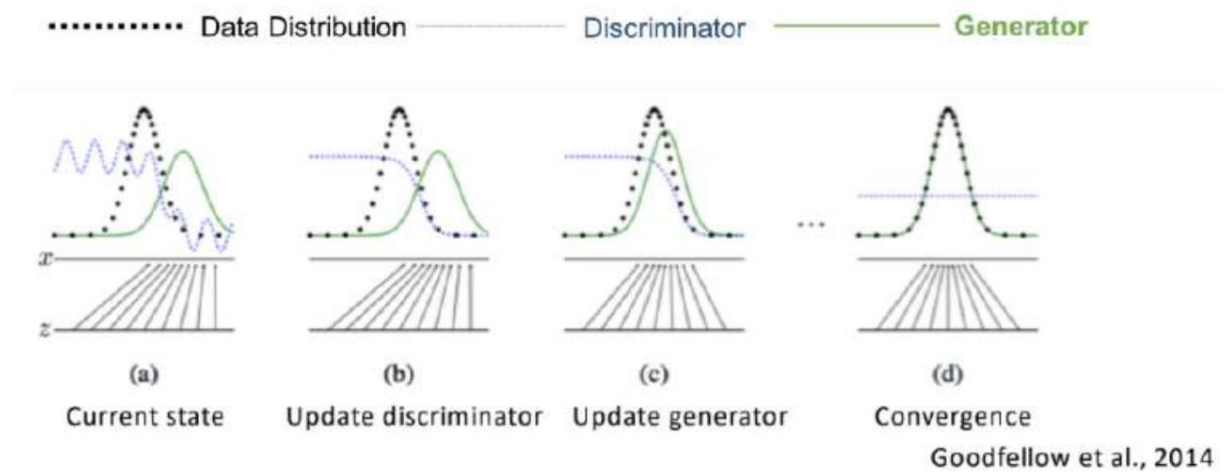 Data Distribution Discriminator Generator
x
z
(a) (b) (c) (d)
Current state Update discriminator Update generator Convergence
Goodfellow et al., 2014